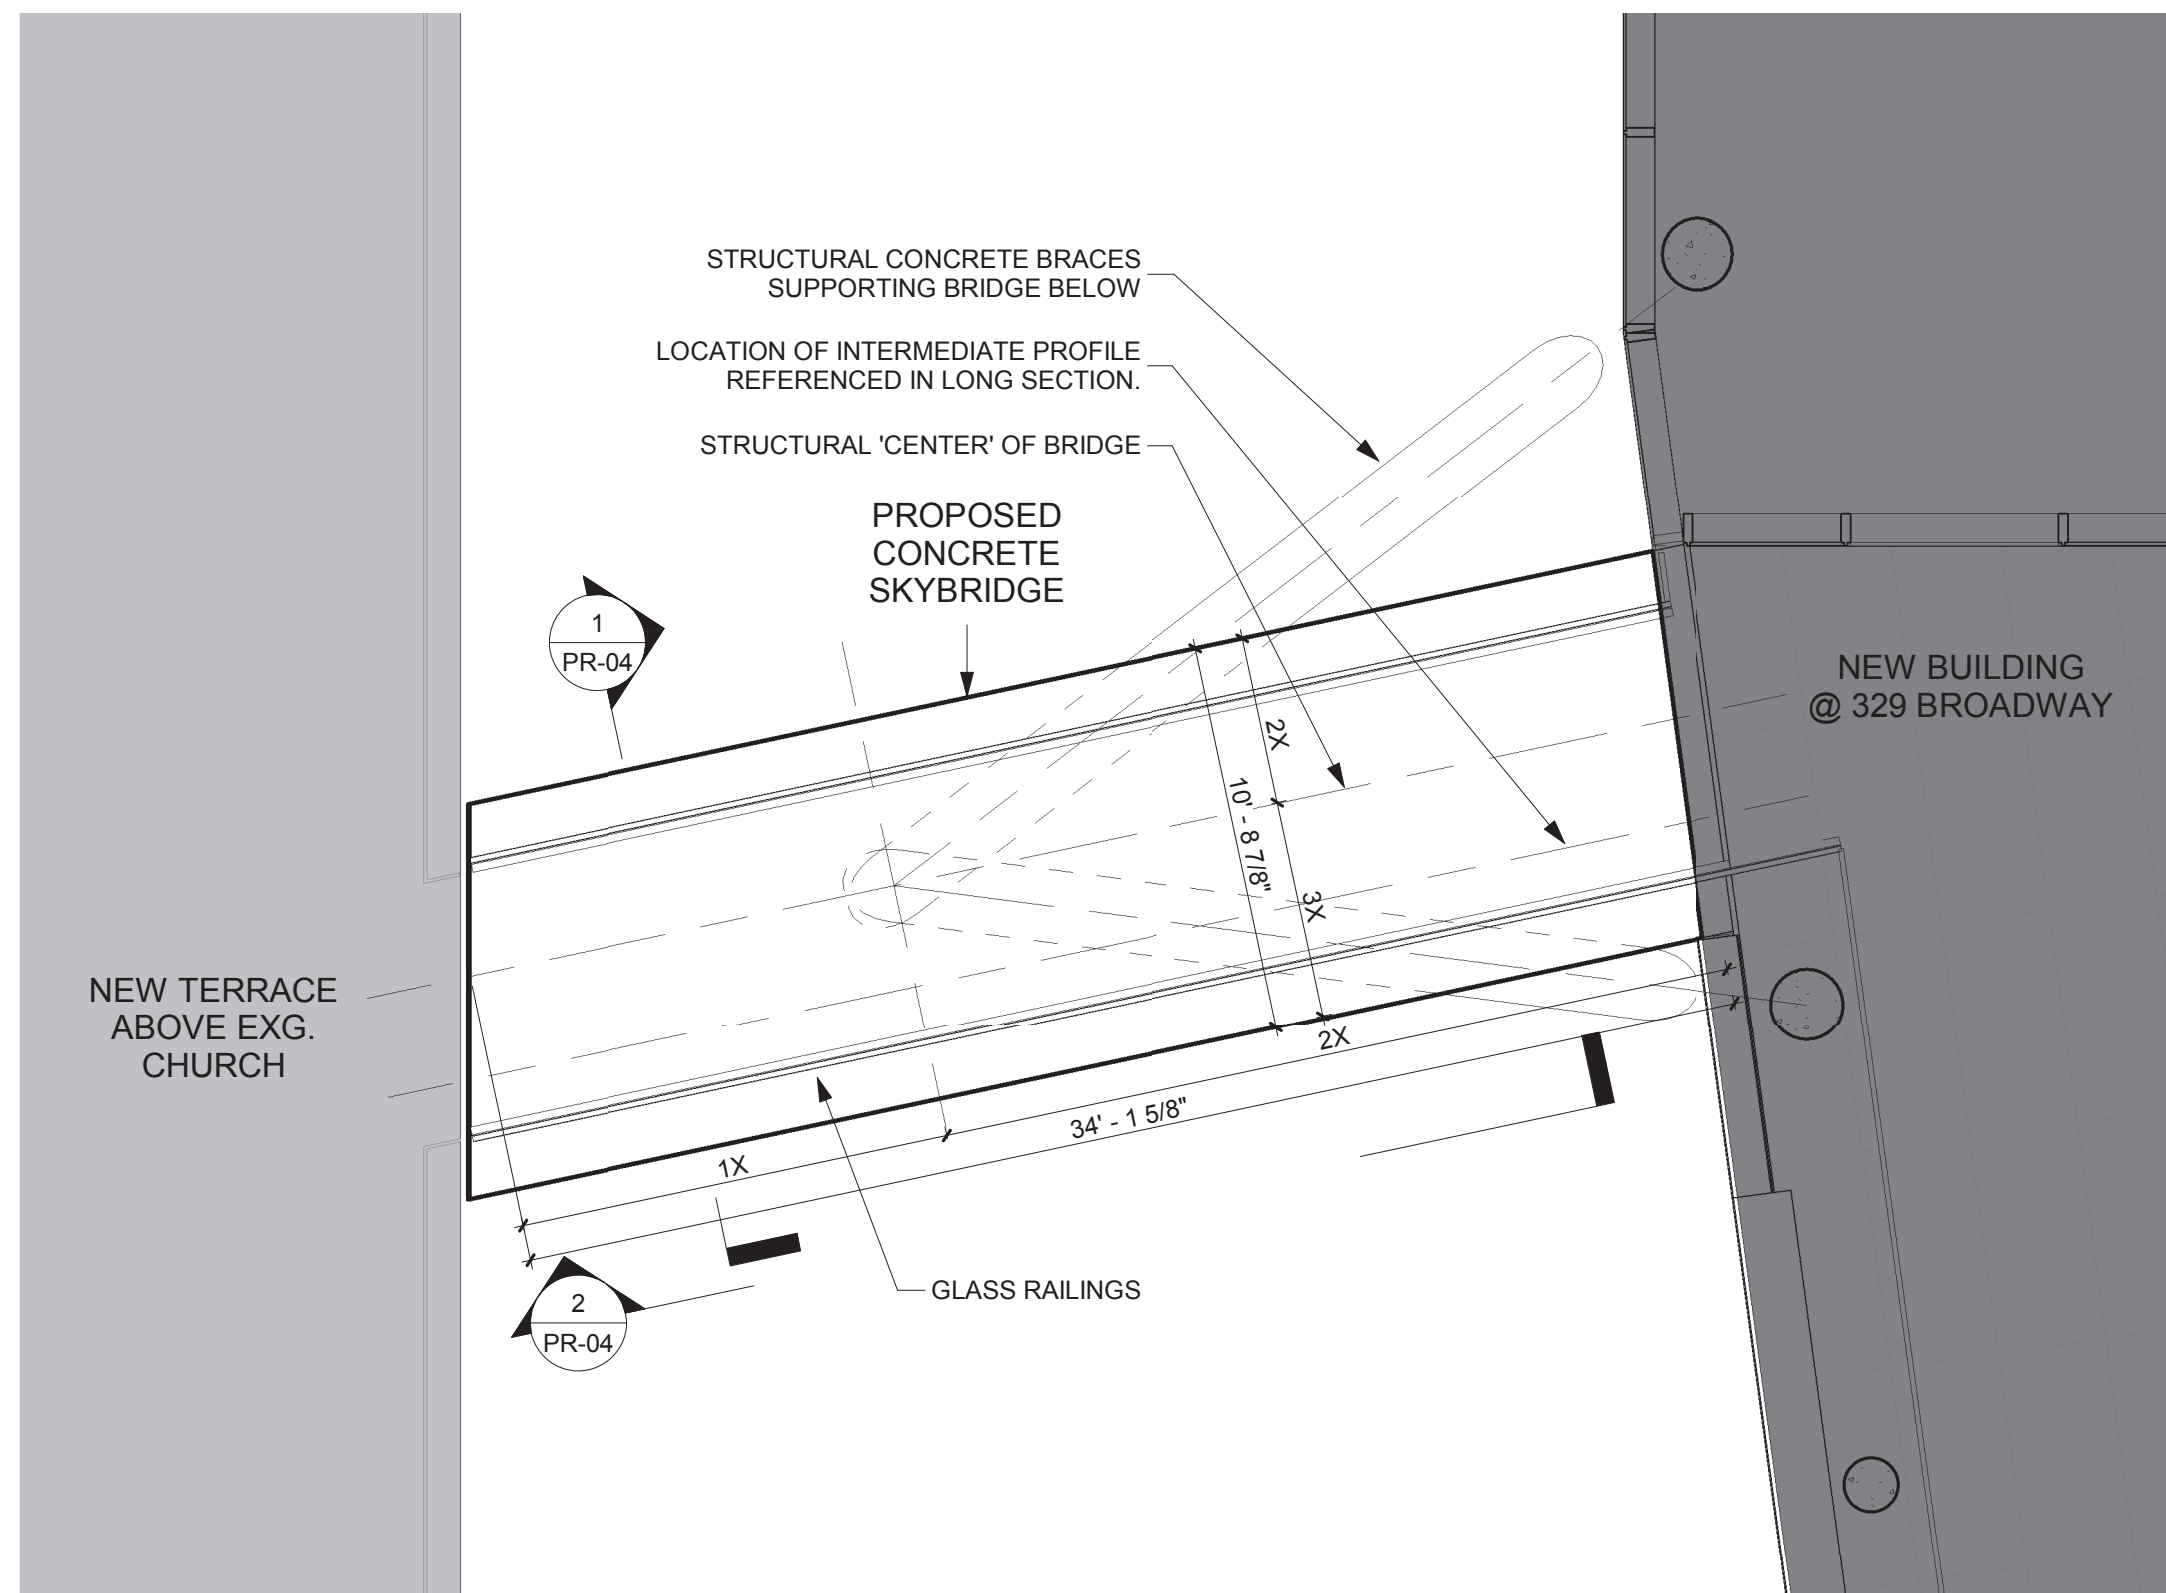 STRUCTURAL CONCRETE BRACES
SUPPORTING BRIDGE BELOW
LOCATION OF INTERMEDIATE PROFILE
REFERENCED IN LONG SECTION.
STRUCTURAL 'CENTER' OF BRIDGE
PROPOSED
CONCRETE
SKYBRIDGE
1
PR-04
NEW BUILDING
@ 329 BROADWAY
2X
10' - 8 7/8"
3X
NEW TERRACE
ABOVE EXG.
CHURCH
2X
34' - 1 5/8"
1X
GLASS RAILINGS
2
PR-04